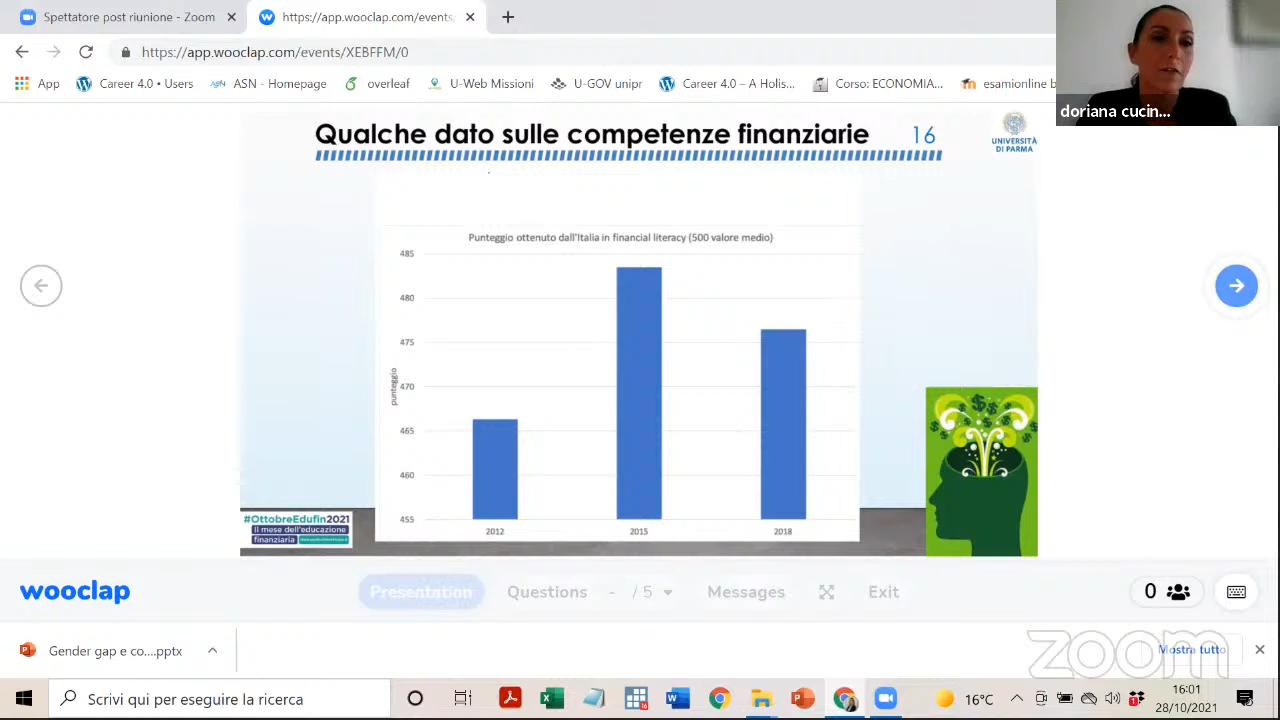 Spettatore post riunione - Zoom
https://app.wooclap.com/events/
https://app.wooclap.com/events/XEBFFM/0
App
Career 4.0 • Users
ASN - Homepage
overleaf
U-Web Missioni
U-GOV unipr
Career 4.0 – A Holis...
Corso: ECONOMIA...
esamionline
doriana cucin...
Qualche dato sulle competenze finanziarie
16
UNIVERSITÀ
DI PARMA
Punteggio ottenuto dall'Italia in financial literacy (500 valore medio)
485
480
475
470
465
460
455
punteggio
2012
2015
2018
#OttobreEdufin2021
Il mese dell'educazione
finanziaria
wooclap
Presentation
Questions
- / 5
Messages
Exit
0
Gender gap e co....pptx
zoom
Mostra tutto
Scrivi qui per eseguire la ricerca
16°C
16:01
28/10/2021